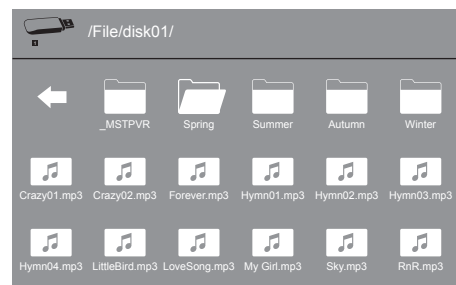 /File/disk01/
_MSTPVR Spring Summer Autumn Winter
Crazy01.mp3 Crazy02.mp3 Forever.mp3 Hymn01.mp3 Hymn02.mp3 Hymn03.mp3
Hymn04.mp3 LittleBird.mp3 LoveSong.mp3 My Girl.mp3 Sky.mp3 RnR.mp3